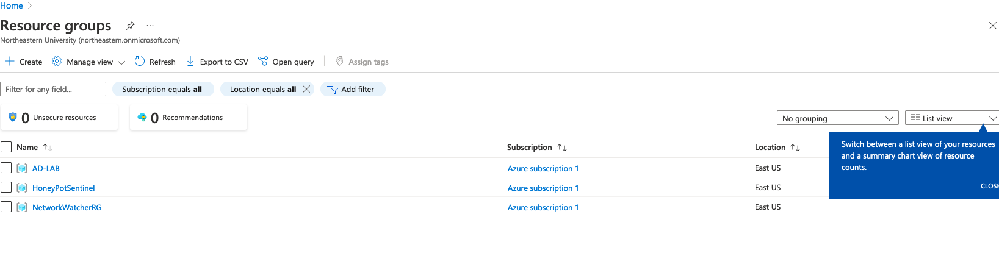 Home
Resource groups
Northeastern University (northeastern.onmicrosoft.com)
Create Manage view Refresh Export to CSV Open query Assign tags
Filter for any field... Subscription equals all Location equals all Add filter
0 Unsecure resources 0 Recommendations
No grouping List view
Switch between a list view of your resources
and a summary chart view of resource
counts.
CLOSE
Name Subscription Location
AD-LAB Azure subscription 1 East US
HoneyPotSentinel Azure subscription 1 East US
NetworkWatcherRG Azure subscription 1 East US